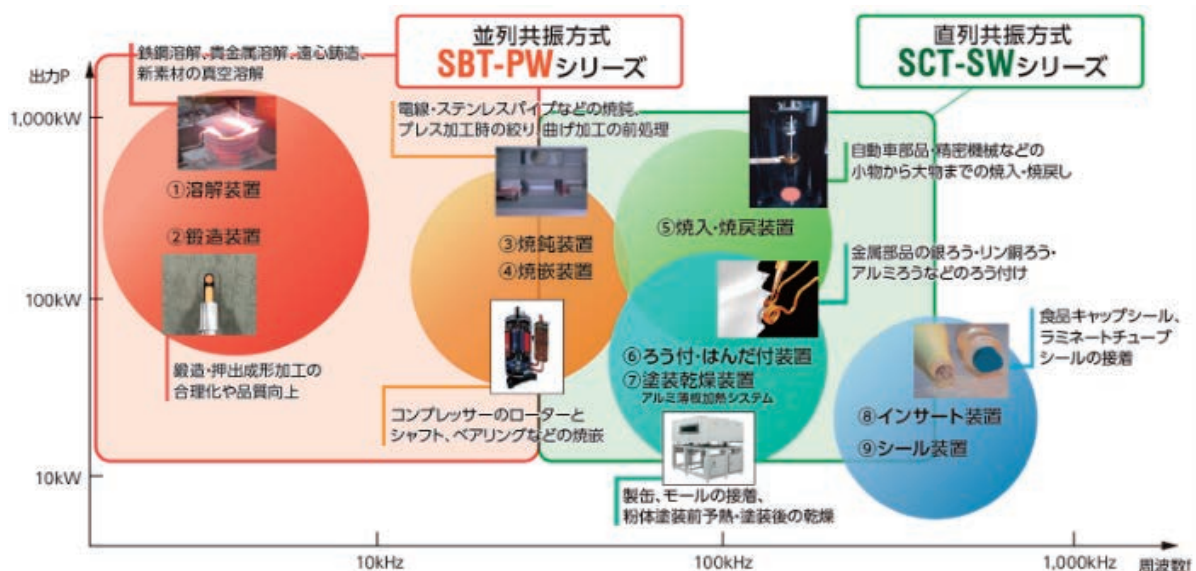 並列共振方式
SBT-PWシリーズ
直列共振方式
SCT-SWシリーズ
鉄鋼溶解、貴金属溶解、遠心鋳造、
新素材の真空溶解
出力P
1,000kW
100kW
10kW
①溶解装置
②鍛造装置
鍛造・押出成形加工の
合理化や品質向上
電線・ステンレスパイプなどの焼鈍、
プレス加工時の絞り、曲げ加工の前処理
③焼鈍装置
④焼嵌装置
コンプレッサーのローターと
シャフト、ベアリングなどの焼嵌
自動車部品・精密機械などの
小物から大物までの焼入・焼戻し
⑤焼入・焼戻装置
金属部品の銀ろう・リン銅ろう・
アルミろうなどのろう付け
⑥ろう付・はんだ付装置
⑦塗装乾燥装置
アルミ薄板加熱システム
製缶、モールの接着、
粉体塗装前予熱・塗装後の乾燥
食品キャップシール、
ラミネートチューブ
シールの接着
⑧インサート装置
⑨シール装置
10kHz
100kHz
1,000kHz
周波数f